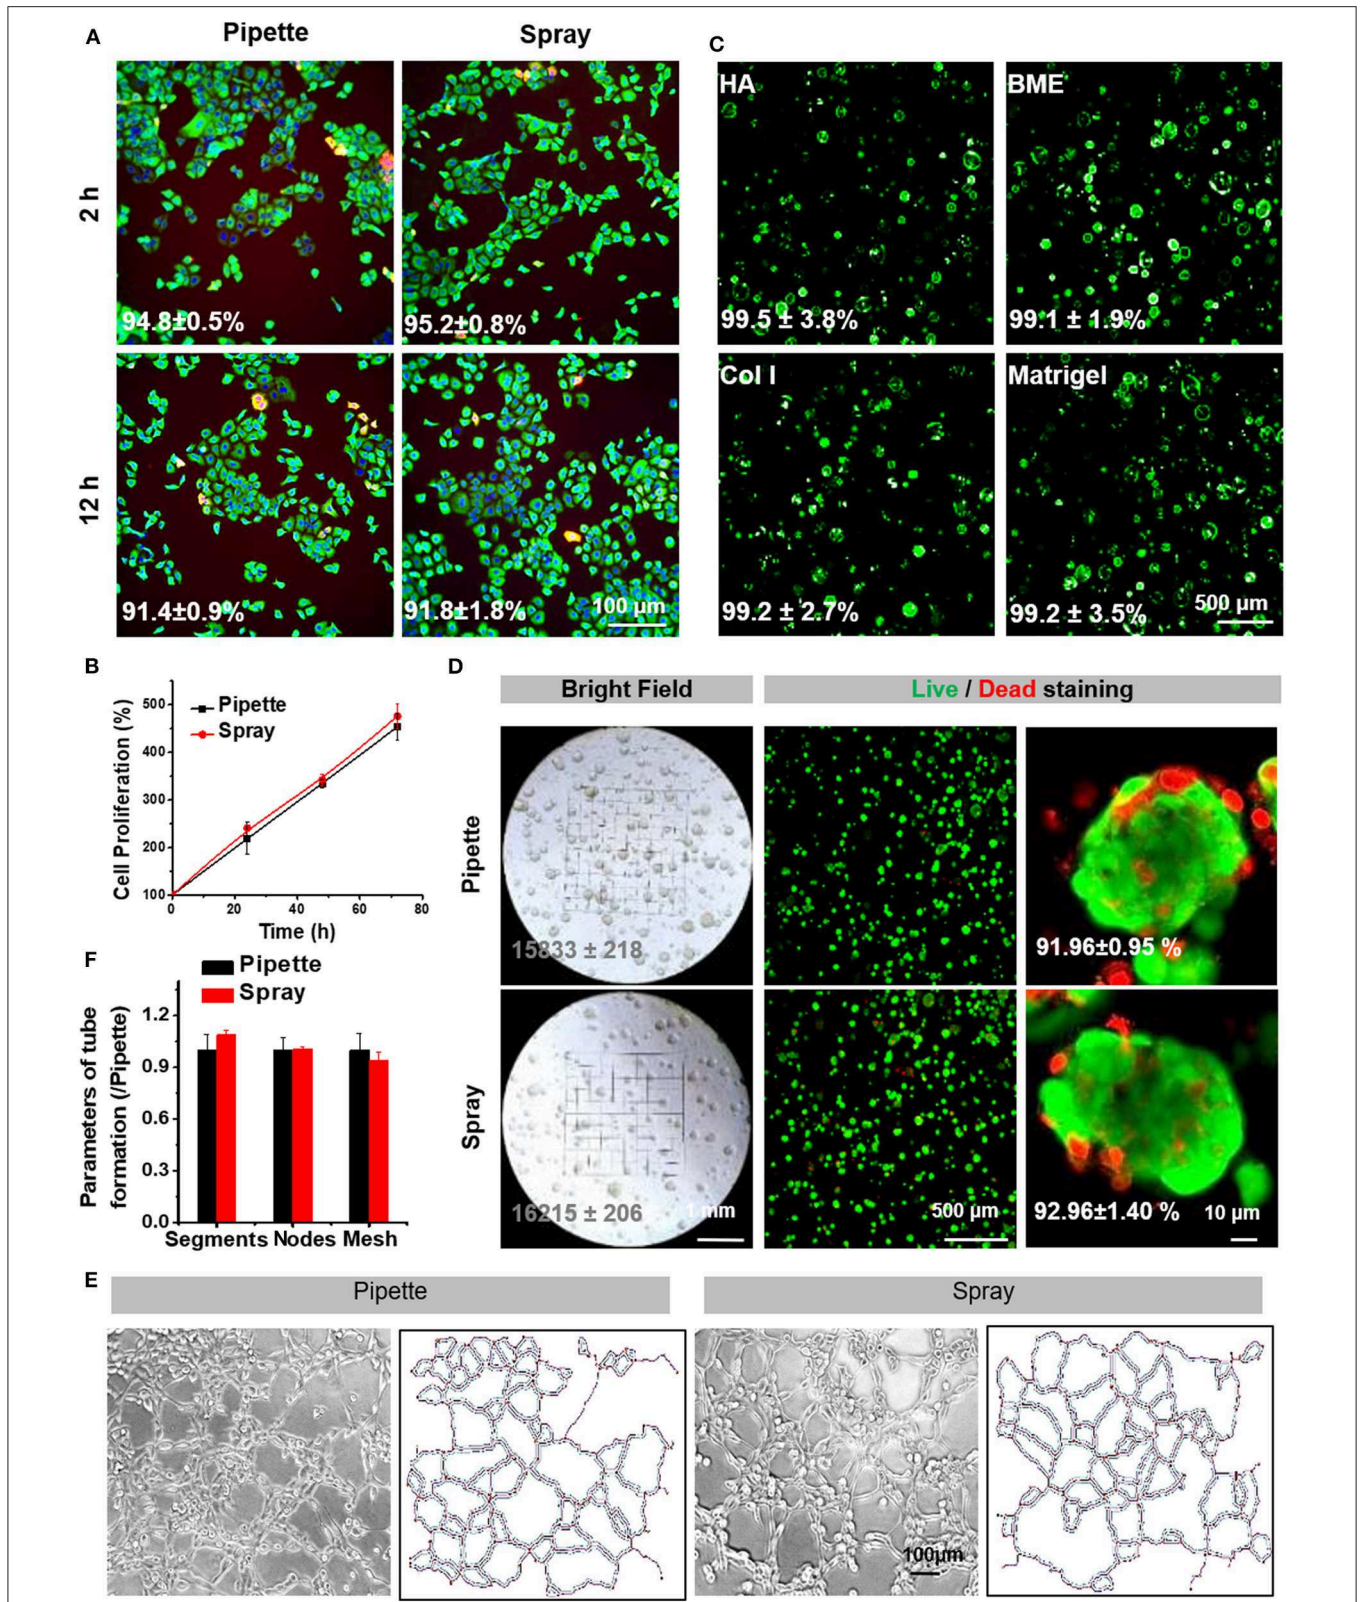 A
Pipette
Spray
2 h
94.8±0.5%
95.2±0.8%
12 h
91.4±0.9%
91.8±1.8%
100 µm
C
HA
BME
99.5 ± 3.8%
99.1 ± 1.9%
Col I
Matrigel
99.2 ± 2.7%
99.2 ± 3.5%
500 µm
B
Pipette
Spray
Cell Proliferation (%)
500
400
300
200
100
0
20
40
60
80
Time (h)
D
Bright Field
Live / Dead staining
Pipette
15833 ± 218
91.96±0.95 %
Spray
16215 ± 206
1 mm
500 µm
92.96±1.40 %
10 µm
F
Pipette
Spray
Parameters of tube
formation (/Pipette)
1.2
0.9
0.6
0.3
0.0
Segments Nodes Mesh
E
Pipette
Spray
100µm